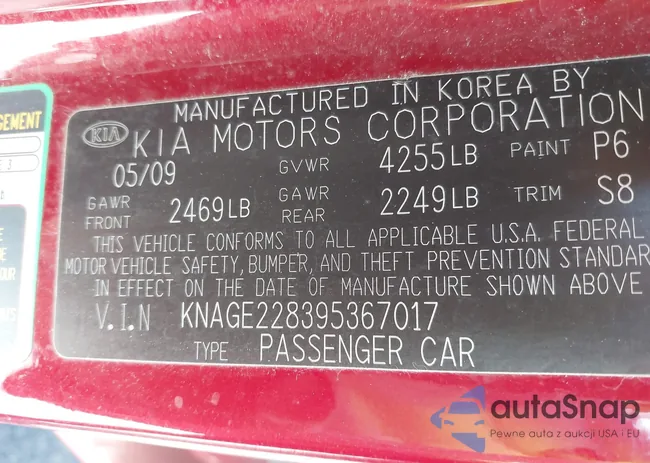 GEMENT
MANUFACTURED IN KOREA BY
KIA KIA MOTORS CORPORATION
05/09 GVWR 4255LB PAINT P6
GAWR FRONT 2469LB GAWR REAR 2249LB TRIM S8
THIS VEHICLE CONFORMS TO ALL APPLICABLE U.S.A. FEDERAL
MOTOR VEHICLE SAFETY, BUMPER, AND THEFT PREVENTION STANDAR
IN EFFECT ON THE DATE OF MANUFACTURE SHOWN ABOVE
V.I.N KNAGE228395367017
TYPE PASSENGER CAR
autaSnap
Pewne auta z aukcji USA i EU